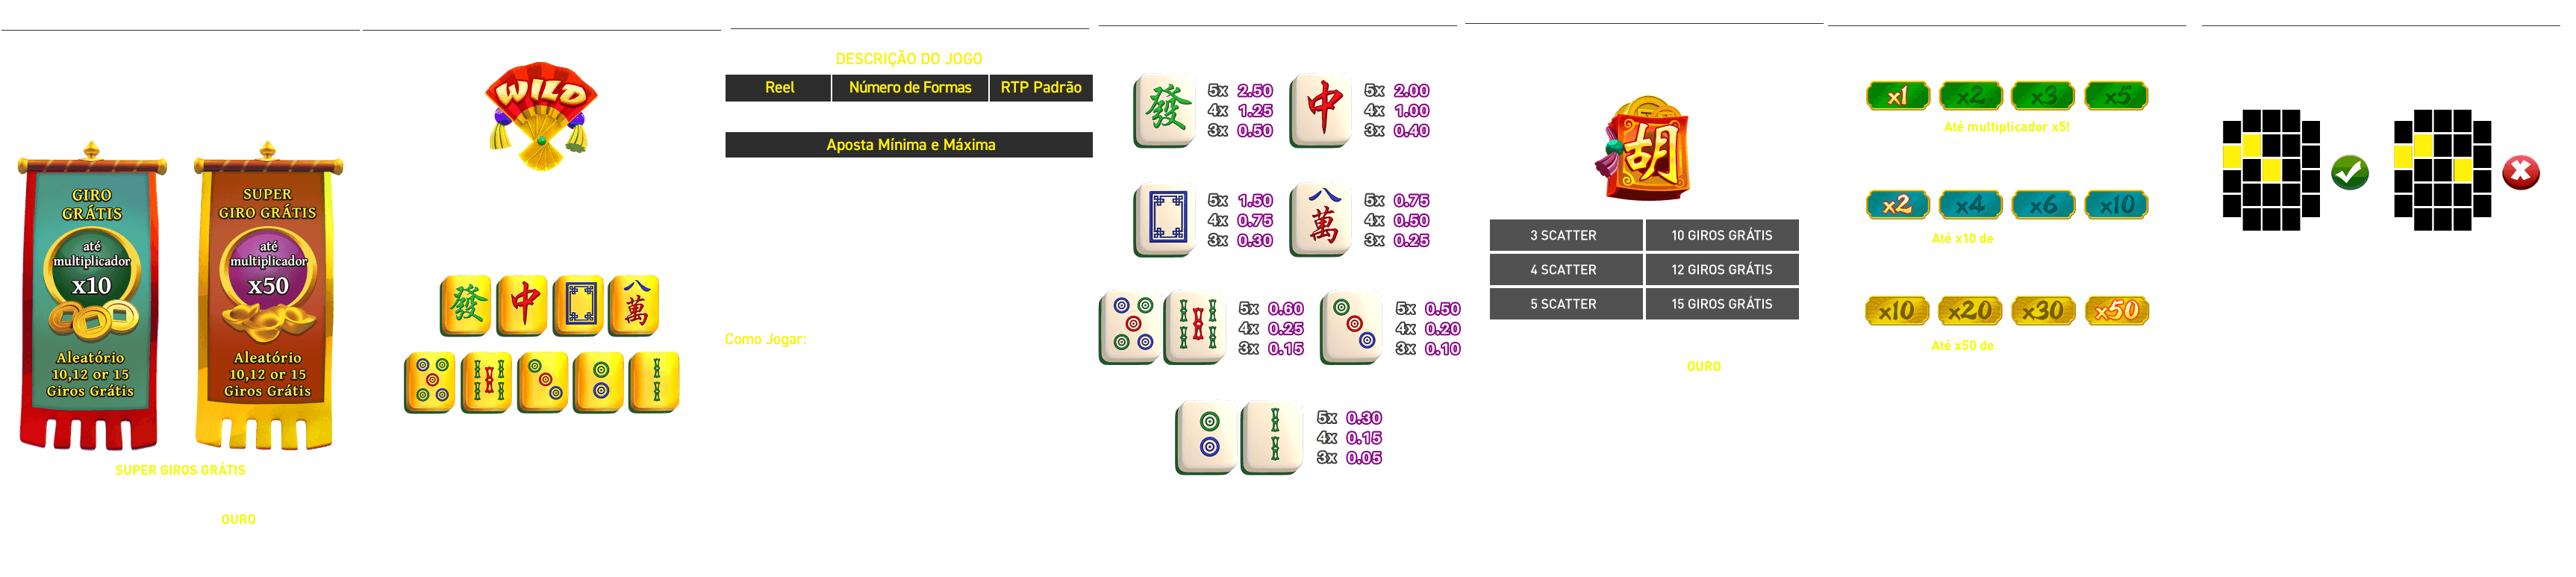 GIRO
GRÁTIS
até
multiplicador
x10
Aleatório
10,12 or 15
Giros Grátis
SUPER
GIRO GRÁTIS
até
multiplicador
x50
Aleatório
10,12 or 15
Giros Grátis
SUPER GIROS GRÁTIS
OURO
WILD
發 中 八萬
DESCRIÇÃO DO JOGO
Reel Número de Formas RTP Padrão
Aposta Mínima e Máxima
Como Jogar:
發
5x 2.50
4x 1.25
3x 0.50
中
5x 2.00
4x 1.00
3x 0.40
5x 1.50
4x 0.75
3x 0.30
八萬
5x 0.75
4x 0.50
3x 0.25
5x 0.60
4x 0.25
3x 0.15
5x 0.50
4x 0.20
3x 0.10
5x 0.30
4x 0.15
3x 0.05
胡
3 SCATTER 10 GIROS GRÁTIS
4 SCATTER 12 GIROS GRÁTIS
5 SCATTER 15 GIROS GRÁTIS
OURO
x1 x2 x3 x5
Até multiplicador x5!
x2 x4 x6 x10
Até x10 de
x10 x20 x30 x50
Até x50 de